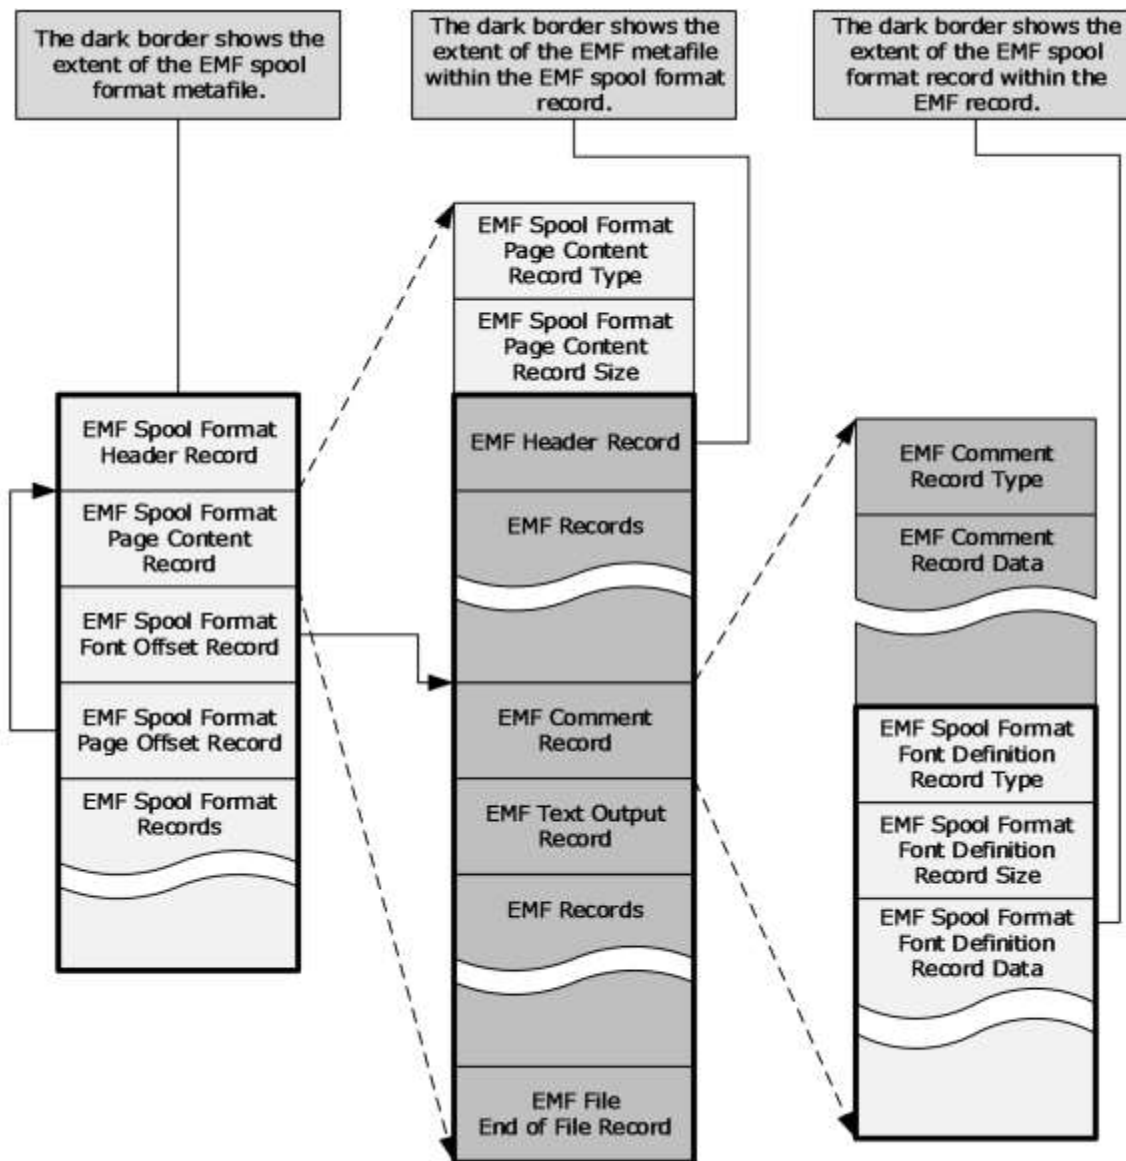 The dark border shows the
extent of the EMF spool
format metafile.
The dark border shows the
extent of the EMF metafile
within the EMF spool format
record.
The dark border shows the
extent of the EMF spool
format record within the
EMF record.
EMF Spool Format
Header Record
EMF Spool Format
Page Content
Record
EMF Spool Format
Font Offset Record
EMF Spool Format
Page Offset Record
EMF Spool Format
Records
EMF Spool Format
Page Content
Record Type
EMF Spool Format
Page Content
Record Size
EMF Header Record
EMF Records
EMF Comment
Record
EMF Text Output
Record
EMF Records
EMF File
End of File Record
EMF Comment
Record Type
EMF Comment
Record Data
EMF Spool Format
Font Definition
Record Type
EMF Spool Format
Font Definition
Record Size
EMF Spool Format
Font Definition
Record Data